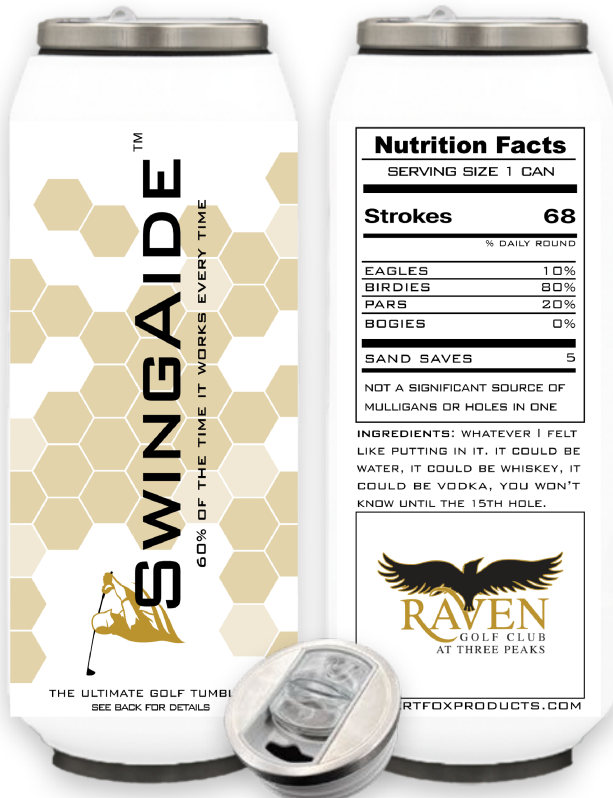 SWINGAIDE™
60% OF THE TIME IT WORKS EVERY TIME
THE ULTIMATE GOLF
SEE BACK FOR DETAILS
Nutrition Facts
SERVING SIZE 1 CAN
Strokes 68
% DAILY ROUND
EAGLES 10%
BIRDIES 80%
PARS 20%
BOGIES 0%
SAND SAVES 5
NOT A SIGNIFICANT SOURCE OF
MULLIGANS OR HOLES IN ONE
INGREDIENTS: WHATEVER I FELT
LIKE PUTTING IN IT. IT COULD BE
WATER, IT COULD BE WHISKEY, IT
COULD BE VODKA, YOU WON'T
KNOW UNTIL THE 15TH HOLE.
RAVEN
GOLF CLUB
AT THREE PEAKS
RTFOXPRODUCTS.COM